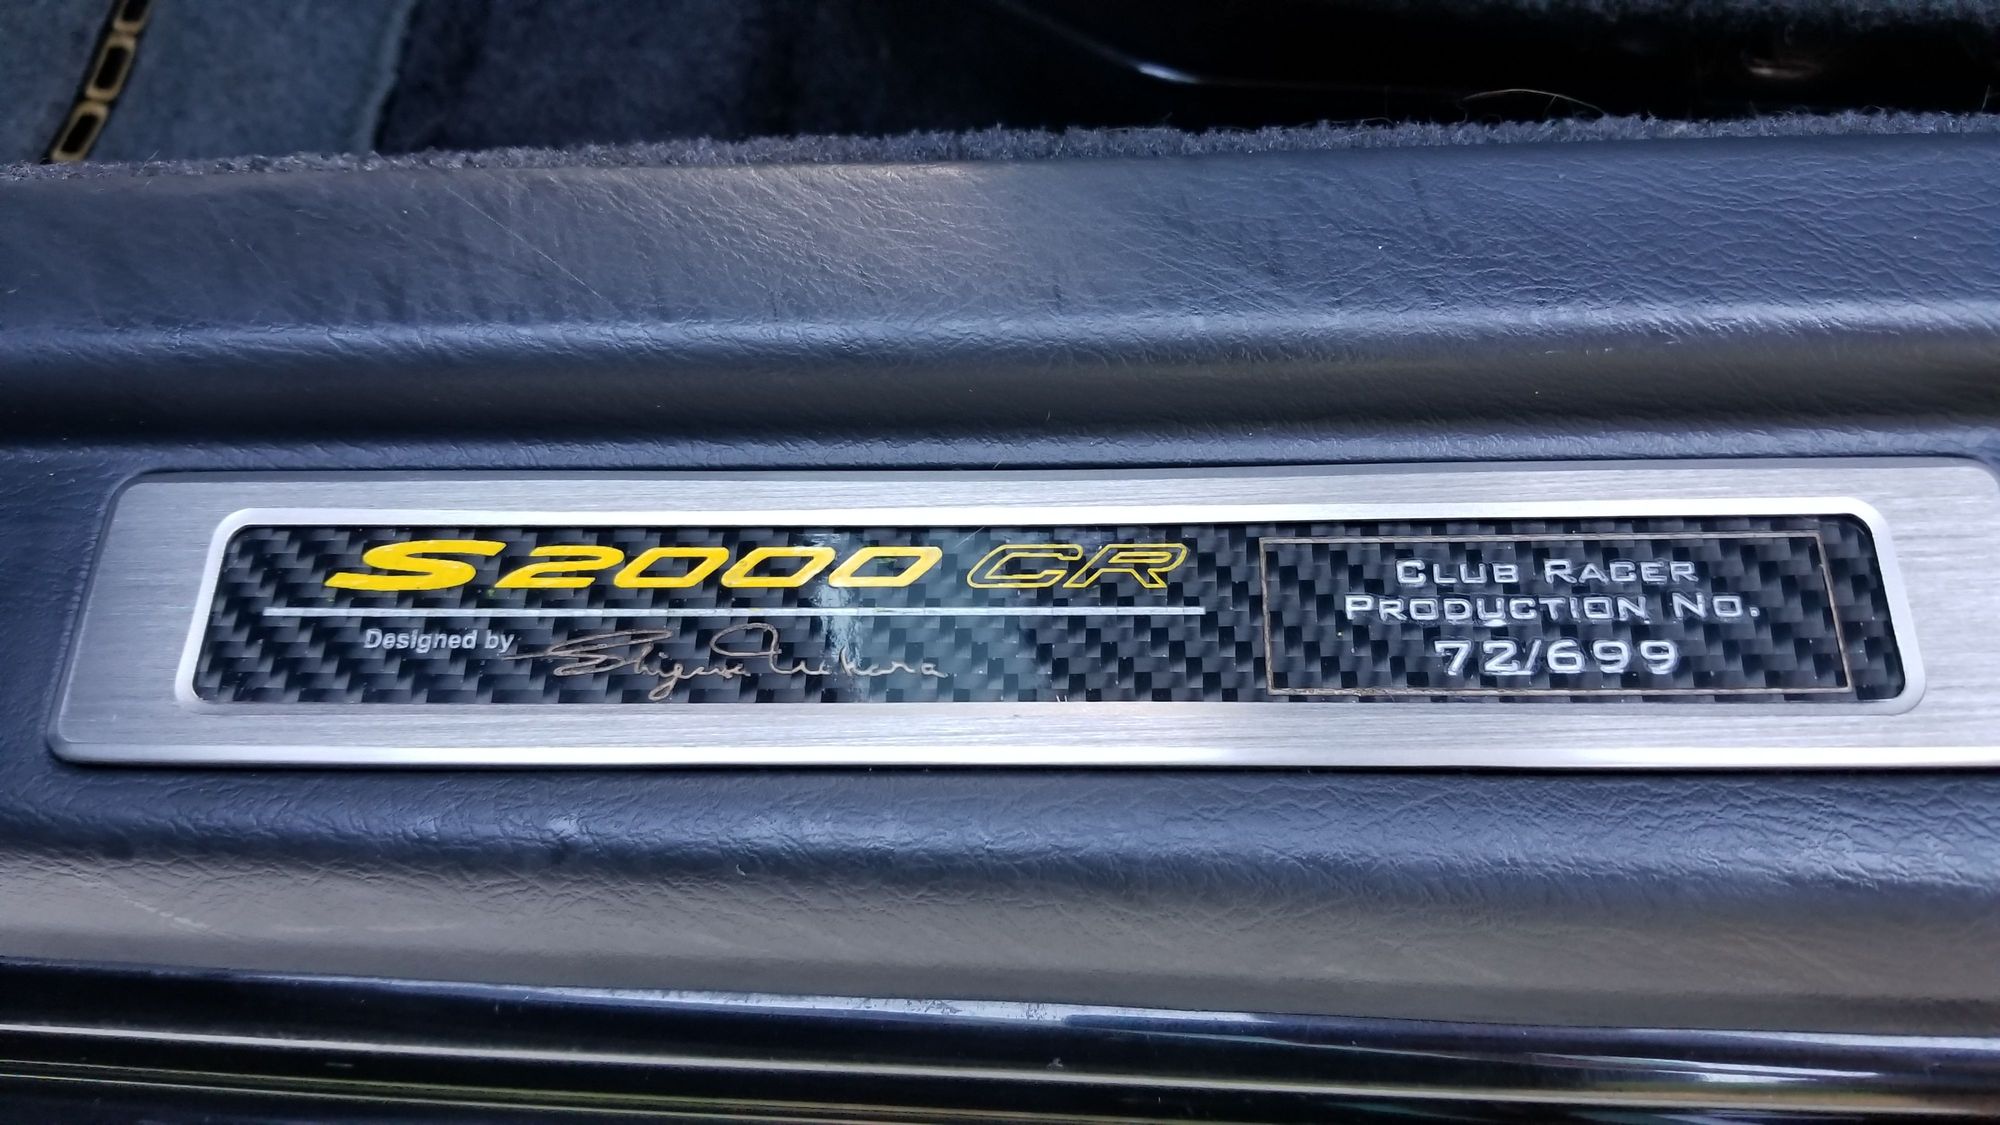 S2000 CR
Designed by
CLUB RACER
PRODUCTION NO.
72/699